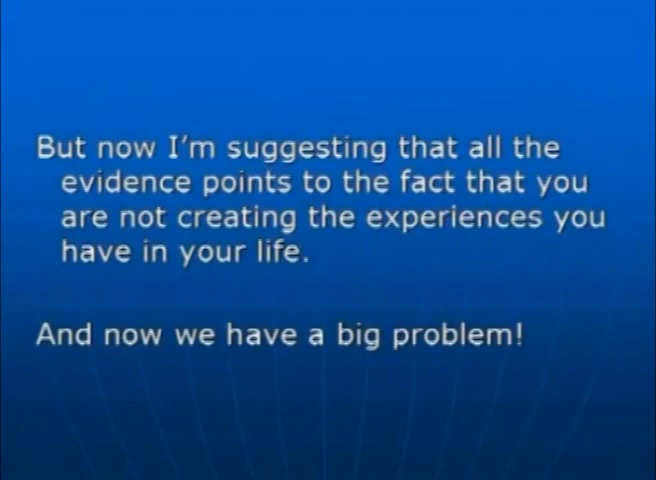 But now I'm suggesting that all the
evidence points to the fact that you
are not creating the experiences you
have in your life.
And now we have a big problem!